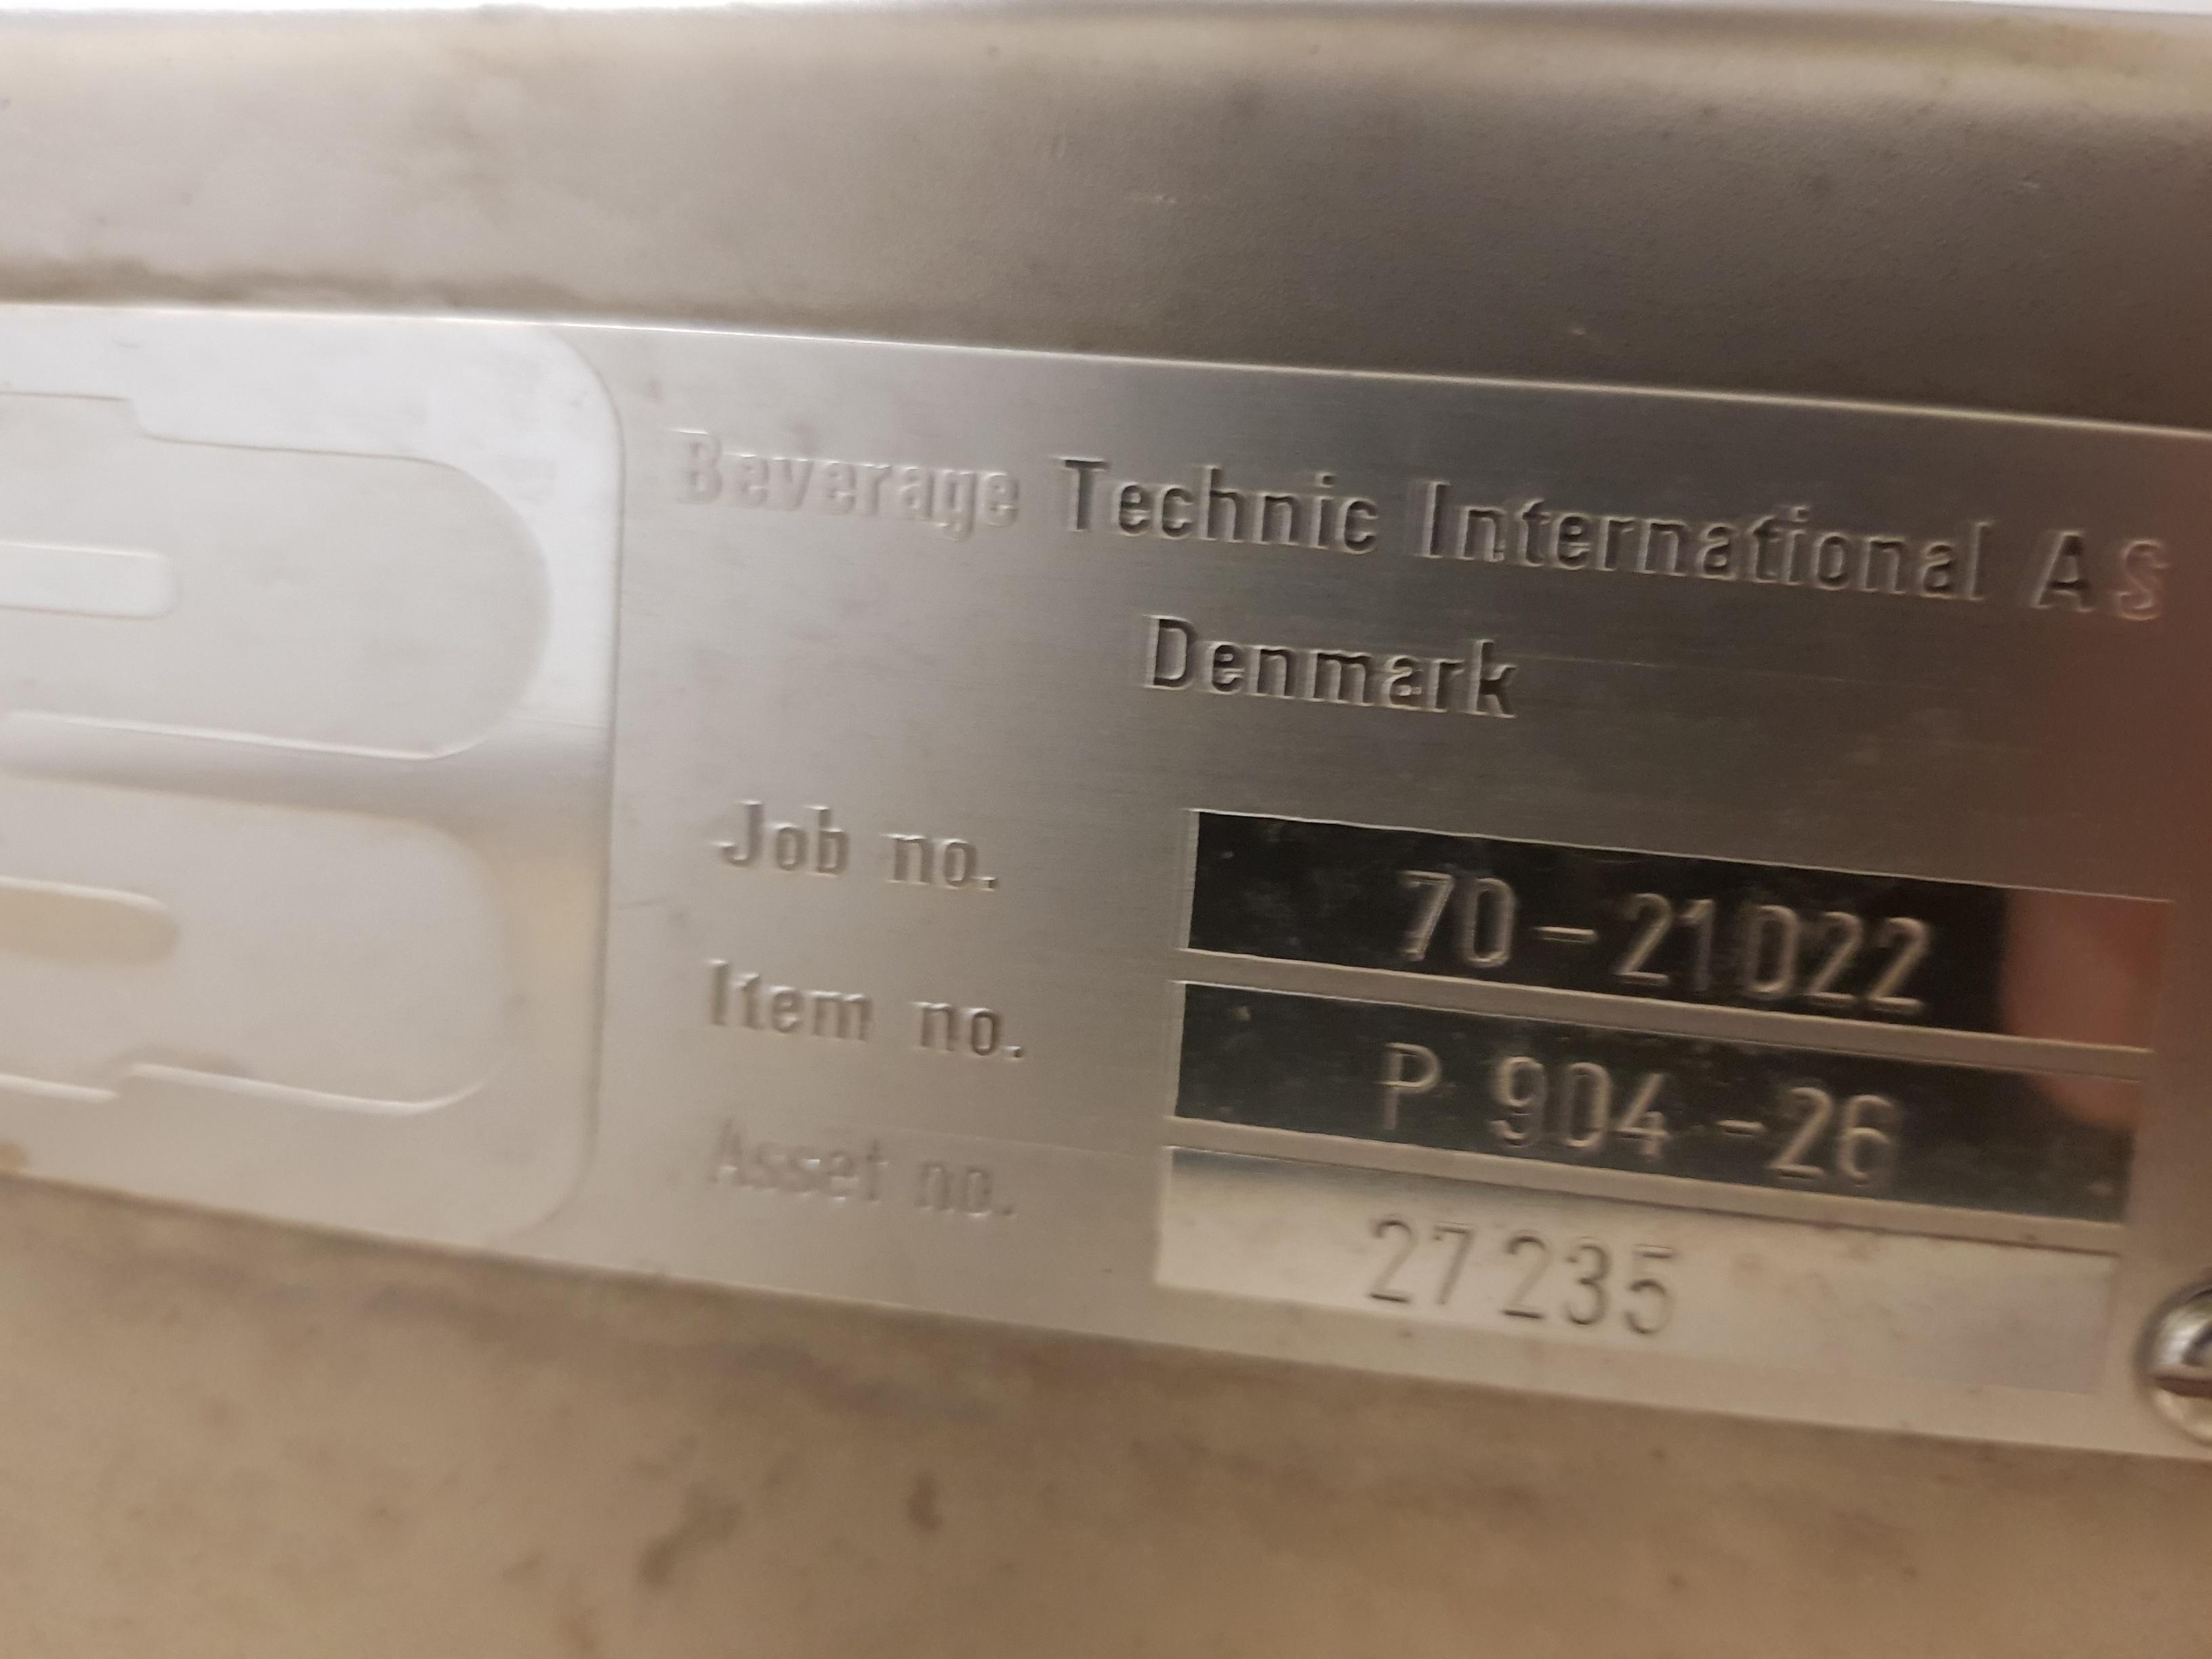 Beverage Technic International AS
Denmark
Job no. 70-21022
Item no. P 904-26
Asset no. 27235